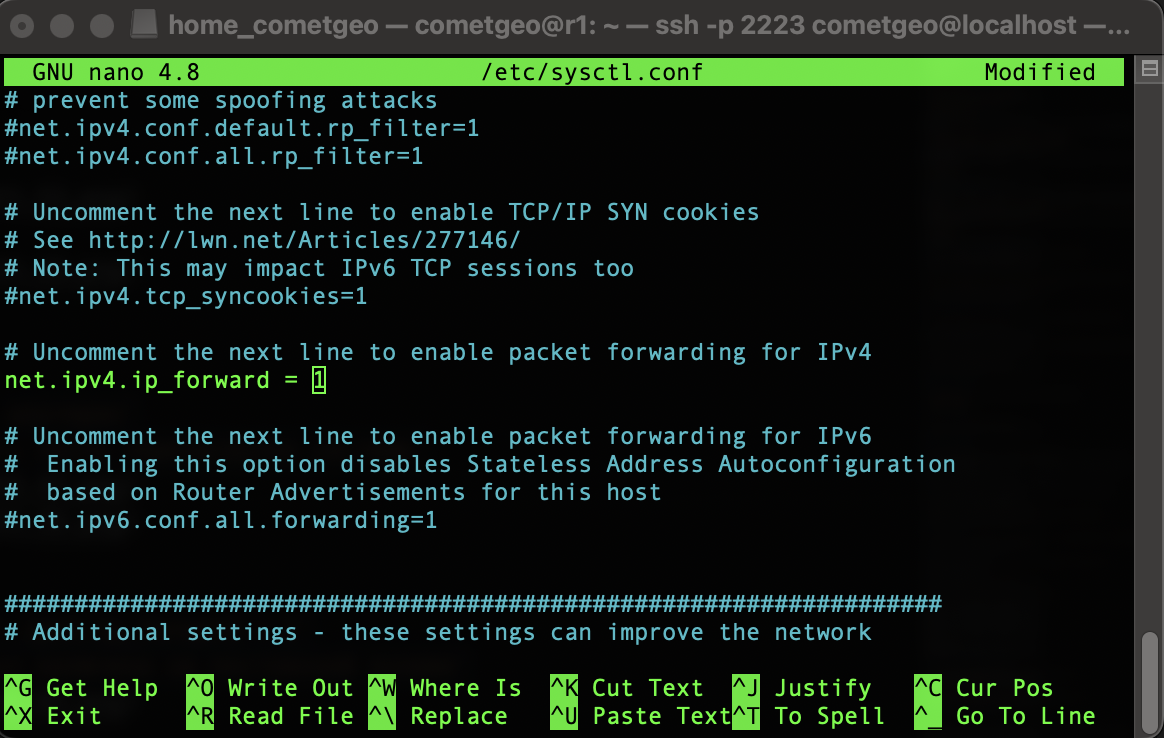 home_cometgeo — cometgeo@r1: ~ — ssh -p 2223 cometgeo@localhost —...
GNU nano 4.8 /etc/sysctl.conf Modified
# prevent some spoofing attacks
#net.ipv4.conf.default.rp_filter=1
#net.ipv4.conf.all.rp_filter=1
# Uncomment the next line to enable TCP/IP SYN cookies
# See http://lwn.net/Articles/277146/
# Note: This may impact IPv6 TCP sessions too
#net.ipv4.tcp_syncookies=1
# Uncomment the next line to enable packet forwarding for IPv4
net.ipv4.ip_forward = 1
# Uncomment the next line to enable packet forwarding for IPv6
#  Enabling this option disables Stateless Address Autoconfiguration
#  based on Router Advertisements for this host
#net.ipv6.conf.all.forwarding=1
###################################################################
# Additional settings - these settings can improve the network
^G Get Help ^O Write Out ^W Where Is ^K Cut Text ^J Justify ^C Cur Pos
^X Exit ^R Read File ^\ Replace ^U Paste Text ^T To Spell ^_ Go To Line